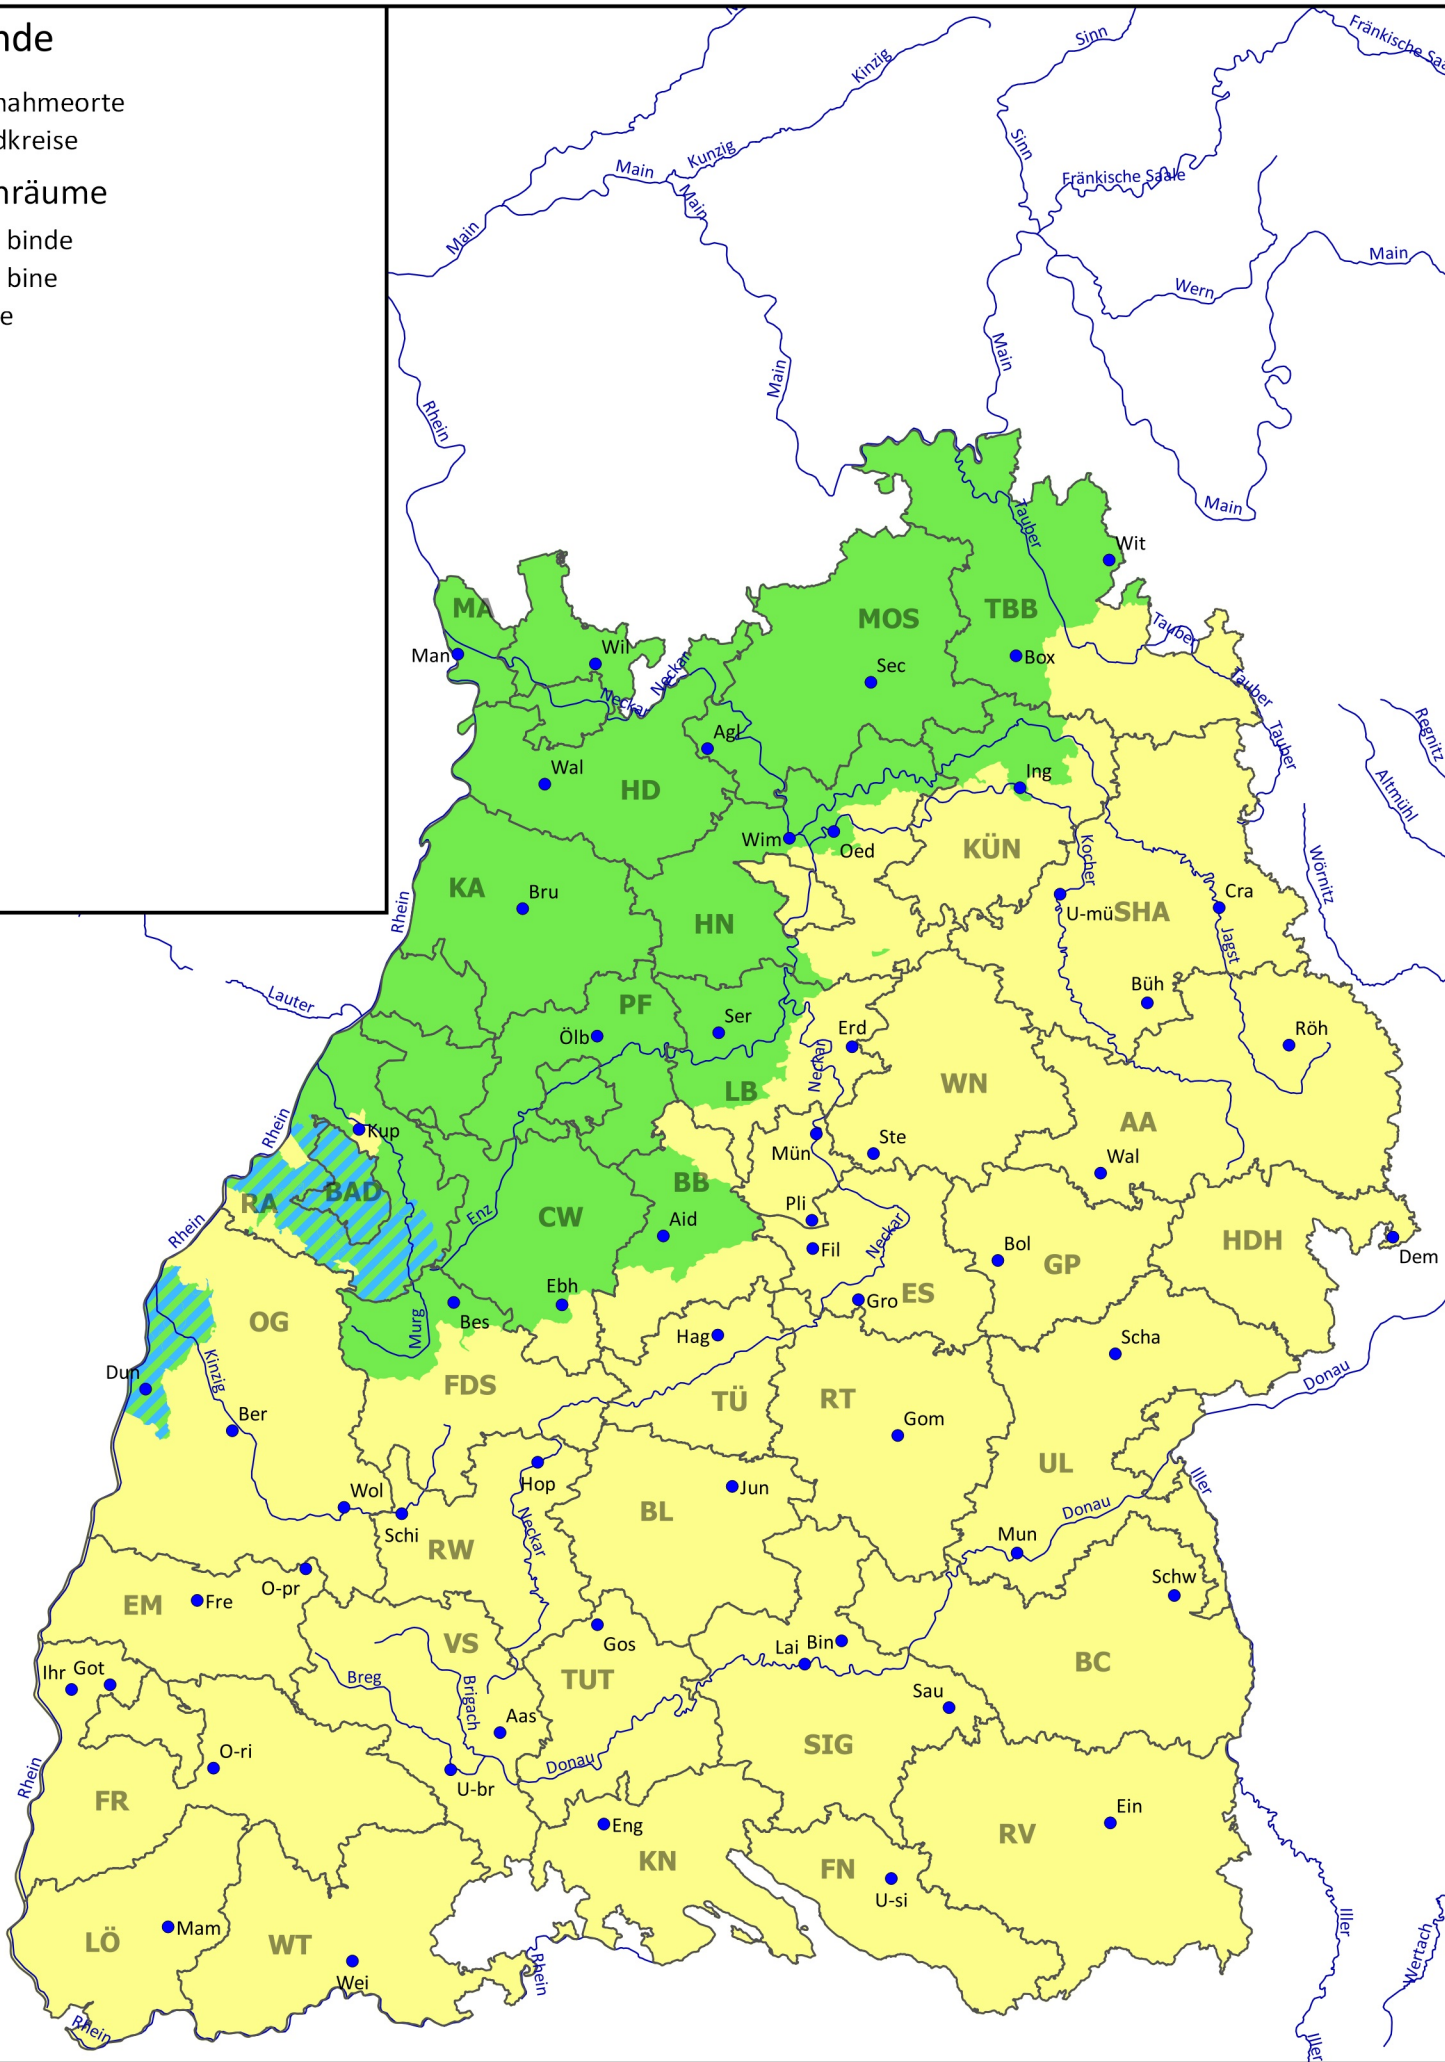 nde
nahmeorte
dkreise
nräume
binde
bine
e
Kinzig
Sinn
Fränkische Saa
Kunzig
Main
Sinn
Main
Fränkische Saale
Main
Main
Wern
Main
Main
Rhein
Main
Tauber
Wit
MA
MOS
TBB
Tauber
Man
Wil
Neckar
Sec
Box
Neckar
Tauber
Agl
Tauber
Regnitz
Wal
HD
Ing
Altmühl
Wim
Oed
KÜN
Kocher
Wörnitz
KA
Bru
Rhein
HN
U-mü
SHA
Cra
Jagst
Lauter
PF
Büh
Ölb
Ser
Erd
Röh
Neckar
LB
WN
Rhein
Kup
AA
Mün
Ste
Wal
RA
BAD
BB
Rhein
Enz
CW
Aid
Pli
Neckar
Fil
Bol
GP
HDH
Dem
OG
Ebh
Bes
Murg
Gro
ES
Hag
Scha
Dun
Kinzig
FDS
TÜ
RT
Donau
Ber
Gom
UL
Iller
Wol
Hop
Jun
Schi
Neckar
BL
Donau
RW
Mun
O-pr
Schw
EM
Fre
VS
Gos
Lai
Bin
BC
Ihr
Got
Breg
Brigach
TUT
Sau
Aas
O-ri
SIG
Rhein
Donau
U-br
FR
Eng
Ein
KN
FN
RV
U-si
Mam
LÖ
WT
Iller
Wertach
Wei
Rhein
Rhein
Iller